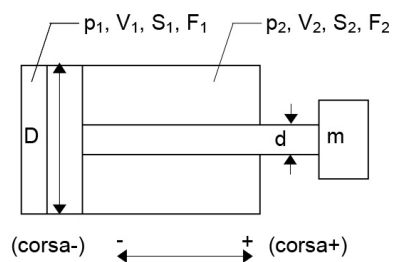 p₁, V₁, S₁, F₁ p₂, V₂, S₂, F₂
D d m
(corsa-) - + (corsa+)